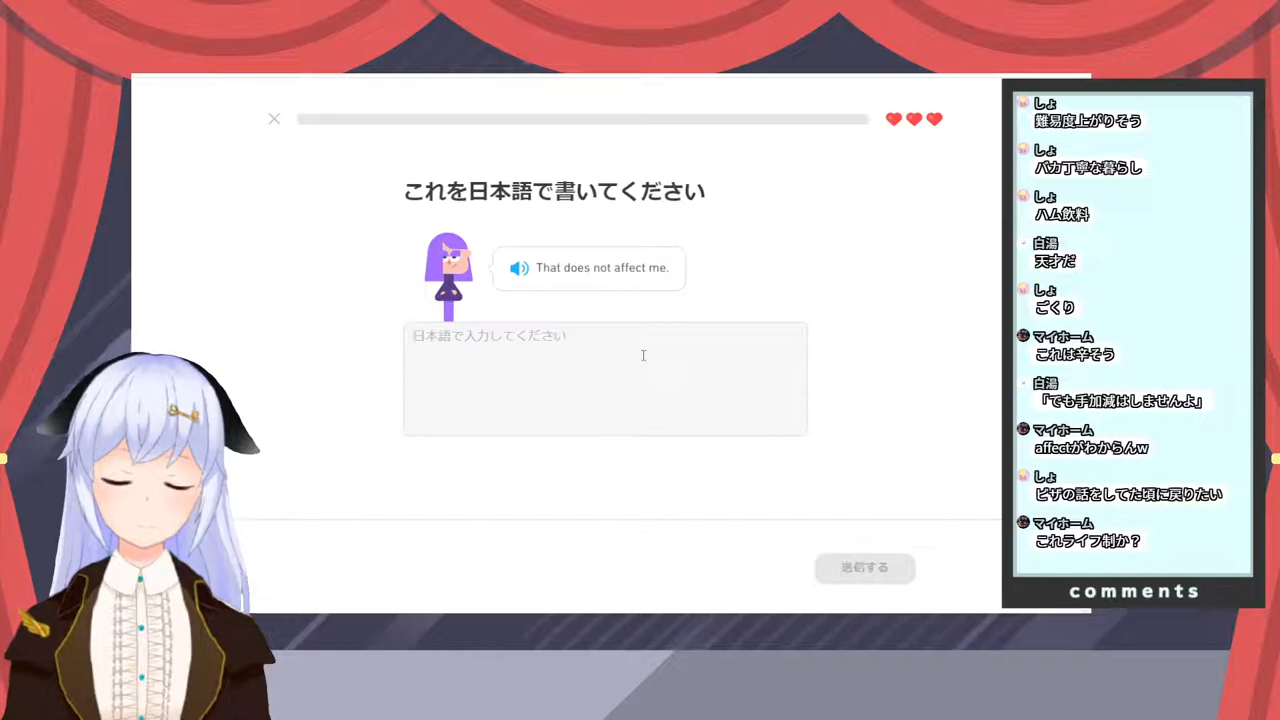 これを日本語で書いてください
That does not affect me.
日本語で入力してください
送信する
しょ
難易度上がりそう
しょ
バカ丁寧な暮らし
しょ
ハム飲料
白湯
天才だ
しょ
ごくり
マイホーム
これは辛そう
白湯
「でも手加減はしませんよ」
マイホーム
affectがわからんw
しょ
ピザの話をしてた頃に戻りたい
マイホーム
これライフ制か？
comments